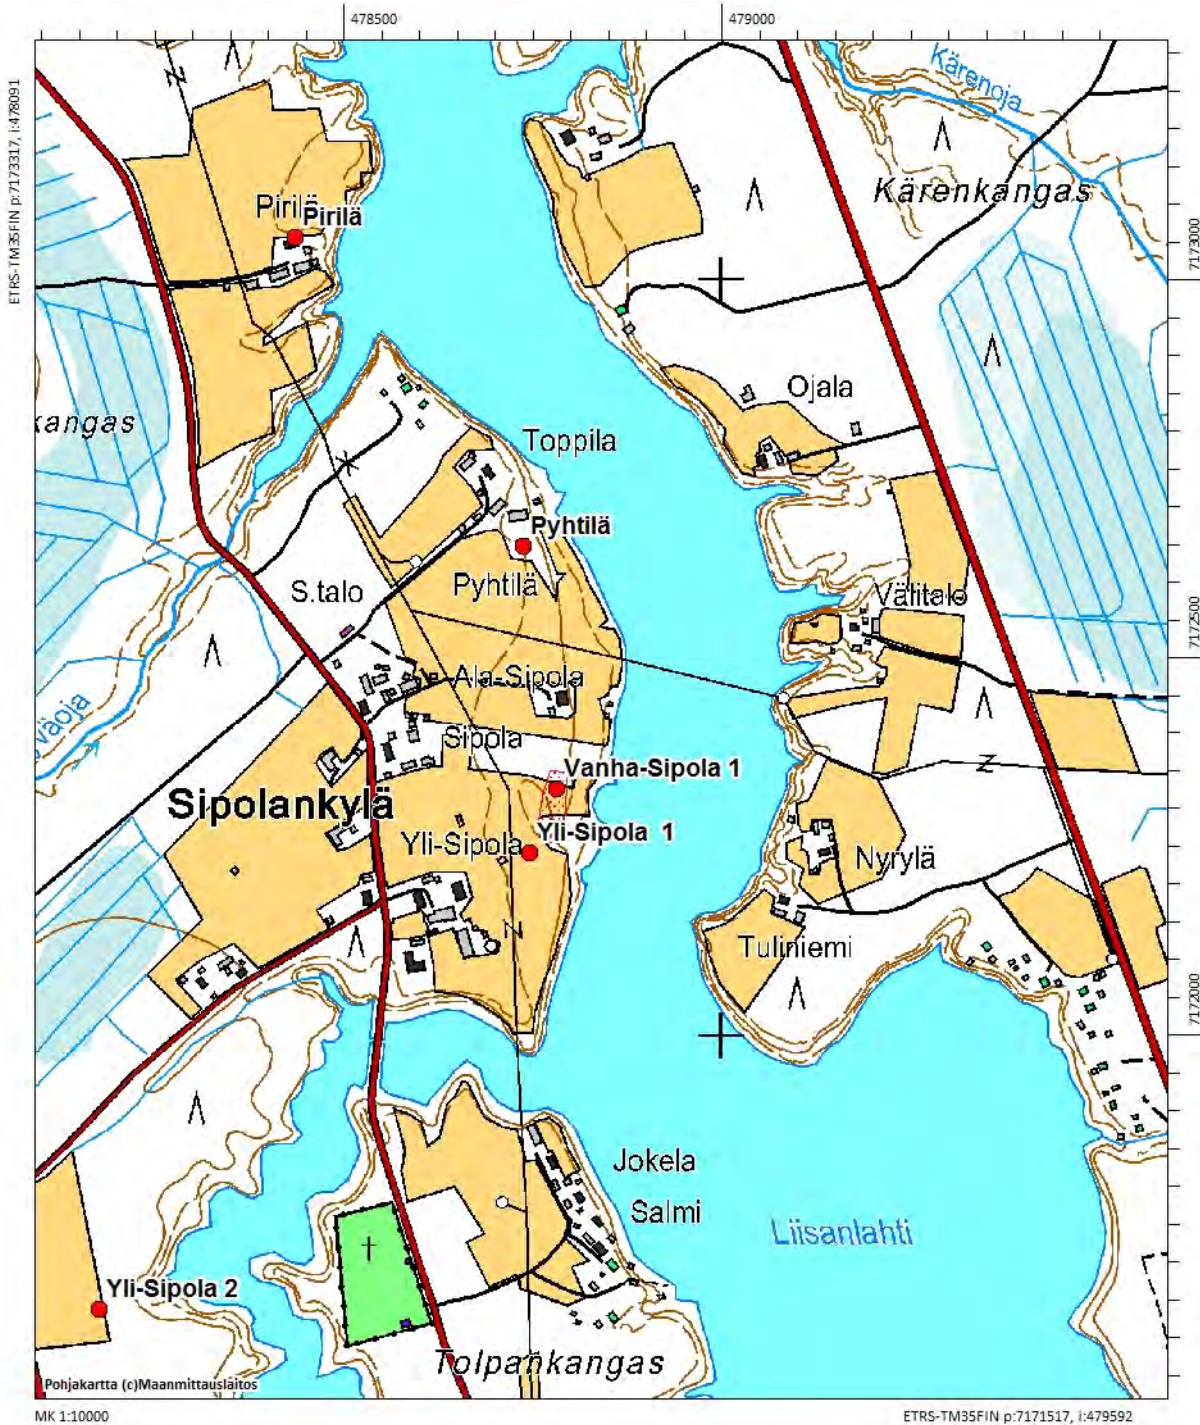 478500
479000
ETRS-TM35FIN p:7173317, i:478091
Kärenoja
Kärenkangas
Pirilä
Pirilä
7173000
kangas
Ojala
Toppila
Pyhtilä
Pyhtilä
S.talo
Välitalo
7172500
Ala-Sipola
väoja
Sipola
Vanha-Sipola 1
Sipolankylä
Yli-Sipola 1
Yli-Sipola
Nyrylä
Tuliniemi
7172000
Jokela
Salmi
Liisanlahti
Yli-Sipola 2
Tolpankangas
Pohjakartta (c)Maanmittauslaitos
MK 1:10000
ETRS-TM35FIN p:7171517, i:479592